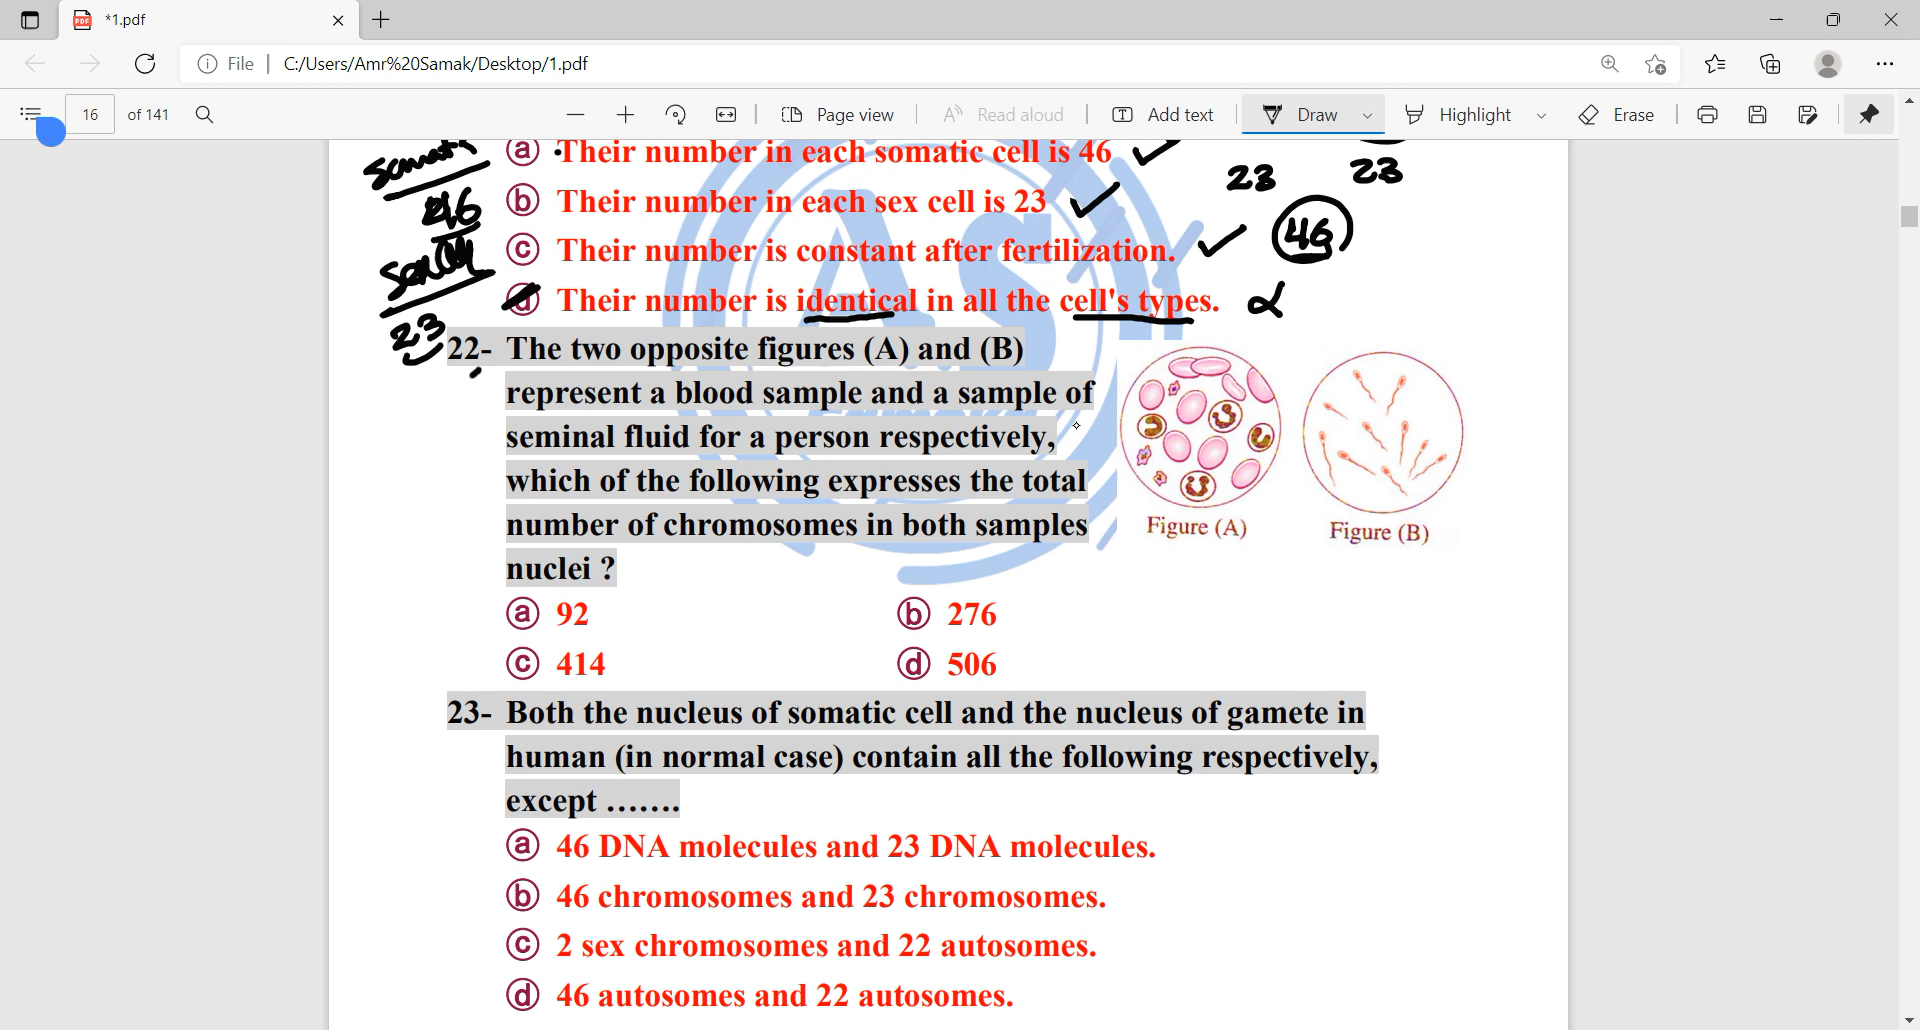 *1.pdf
File
C:/Users/Amr%20Samak/Desktop/1.pdf
16 of 141
Page view
Read aloud
Add text
Draw
Highlight
Erase
Somatic
a Their number in each somatic cell is 46
23 23
46
b Their number in each sex cell is 23
c Their number is constant after fertilization.
46
d Their number is identical in all the cell's types.
23
22- The two opposite figures (A) and (B)
represent a blood sample and a sample of
seminal fluid for a person respectively,
which of the following expresses the total
number of chromosomes in both samples
nuclei ?
Figure (A) Figure (B)
a 92 b 276
c 414 d 506
23- Both the nucleus of somatic cell and the nucleus of gamete in
human (in normal case) contain all the following respectively,
except .......
a 46 DNA molecules and 23 DNA molecules.
b 46 chromosomes and 23 chromosomes.
c 2 sex chromosomes and 22 autosomes.
d 46 autosomes and 22 autosomes.